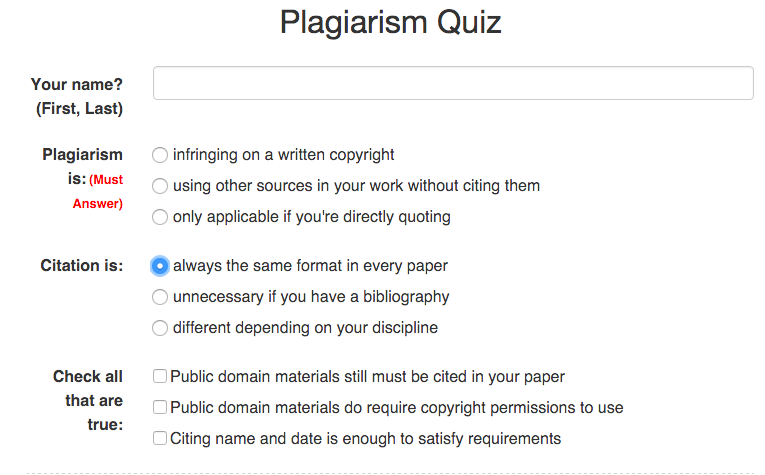 Plagiarism Quiz
Your name?
(First, Last)
Plagiarism
is: (Must
Answer)
infringing on a written copyright
using other sources in your work without citing them
only applicable if you're directly quoting
Citation is:
always the same format in every paper
unnecessary if you have a bibliography
different depending on your discipline
Check all
that are
true:
Public domain materials still must be cited in your paper
Public domain materials do require copyright permissions to use
Citing name and date is enough to satisfy requirements